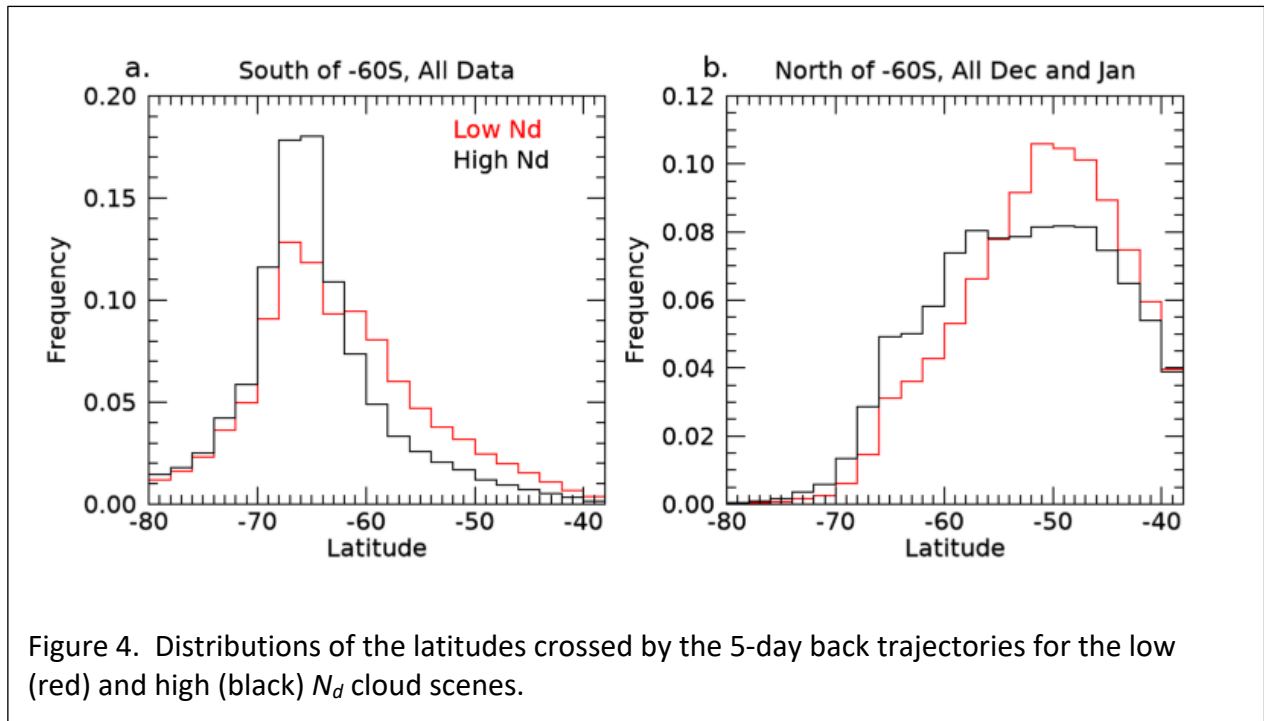 a.
South of -60S, All Data
0.20
0.15
0.10
0.05
0.00
Frequency
Low Nd
High Nd
-80
-70
-60
-50
-40
Latitude
b.
North of -60S, All Dec and Jan
0.12
0.10
0.08
0.06
0.04
0.02
0.00
Frequency
-80
-70
-60
-50
-40
Latitude
Figure 4.  Distributions of the latitudes crossed by the 5-day back trajectories for the low
(red) and high (black) Nd cloud scenes.